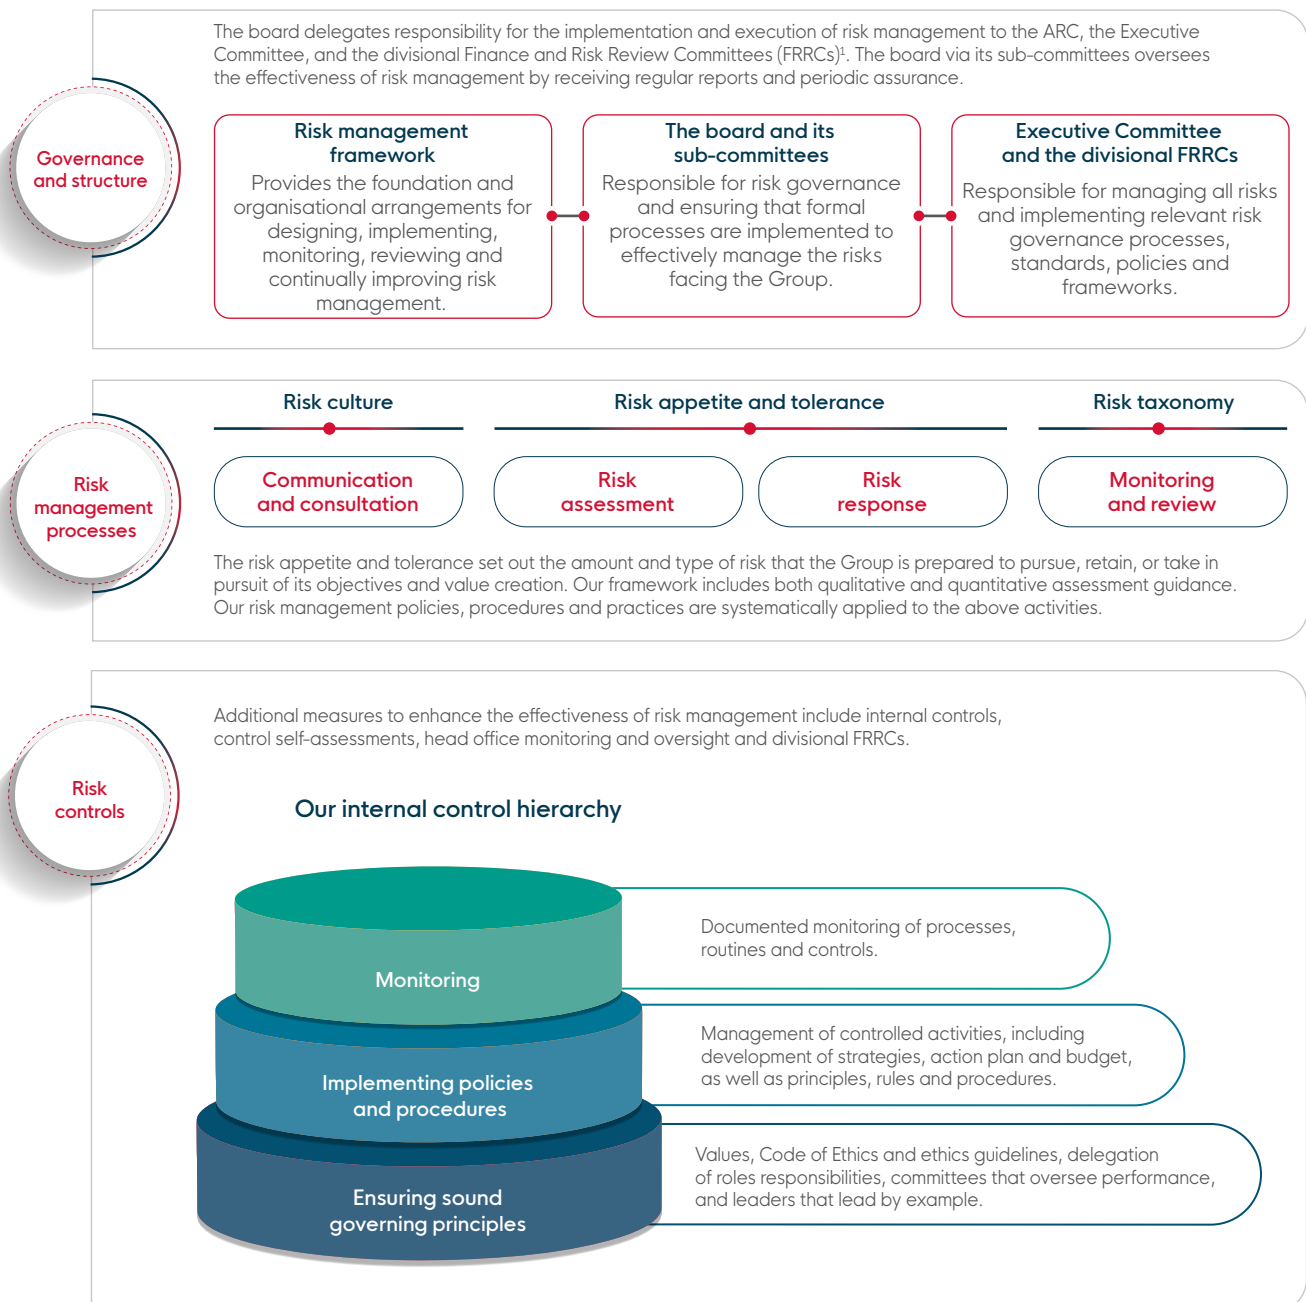 The board delegates responsibility for the implementation and execution of risk management to the ARC, the Executive
Committee, and the divisional Finance and Risk Review Committees (FRRCs)¹. The board via its sub-committees oversees
the effectiveness of risk management by receiving regular reports and periodic assurance.
Governance
and structure
Risk management
framework
Provides the foundation and
organisational arrangements for
designing, implementing,
monitoring, reviewing and
continually improving risk
management.
The board and its
sub-committees
Responsible for risk governance
and ensuring that formal
processes are implemented to
effectively manage the risks
facing the Group.
Executive Committee
and the divisional FRRCs
Responsible for managing all risks
and implementing relevant risk
governance processes,
standards, policies and
frameworks.
Risk
management
processes
Risk culture
Communication
and consultation
Risk appetite and tolerance
Risk
assessment
Risk
response
Risk taxonomy
Monitoring
and review
The risk appetite and tolerance set out the amount and type of risk that the Group is prepared to pursue, retain, or take in
pursuit of its objectives and value creation. Our framework includes both qualitative and quantitative assessment guidance.
Our risk management policies, procedures and practices are systematically applied to the above activities.
Risk
controls
Additional measures to enhance the effectiveness of risk management include internal controls,
control self-assessments, head office monitoring and oversight and divisional FRRCs.
Our internal control hierarchy
Monitoring
Documented monitoring of processes,
routines and controls.
Implementing policies
and procedures
Management of controlled activities, including
development of strategies, action plan and budget,
as well as principles, rules and procedures.
Ensuring sound
governing principles
Values, Code of Ethics and ethics guidelines, delegation
of roles responsibilities, committees that oversee performance,
and leaders that lead by example.